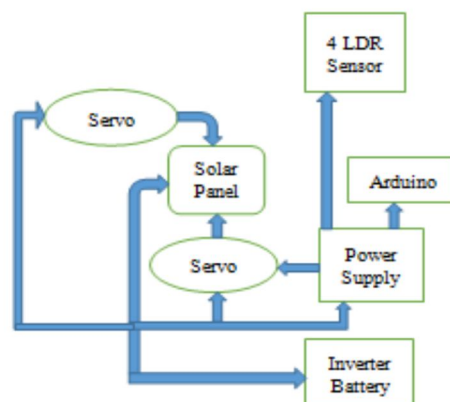 4 LDR
Sensor
Servo
Solar
Panel
Arduino
Servo
Power
Supply
Inverter
Battery